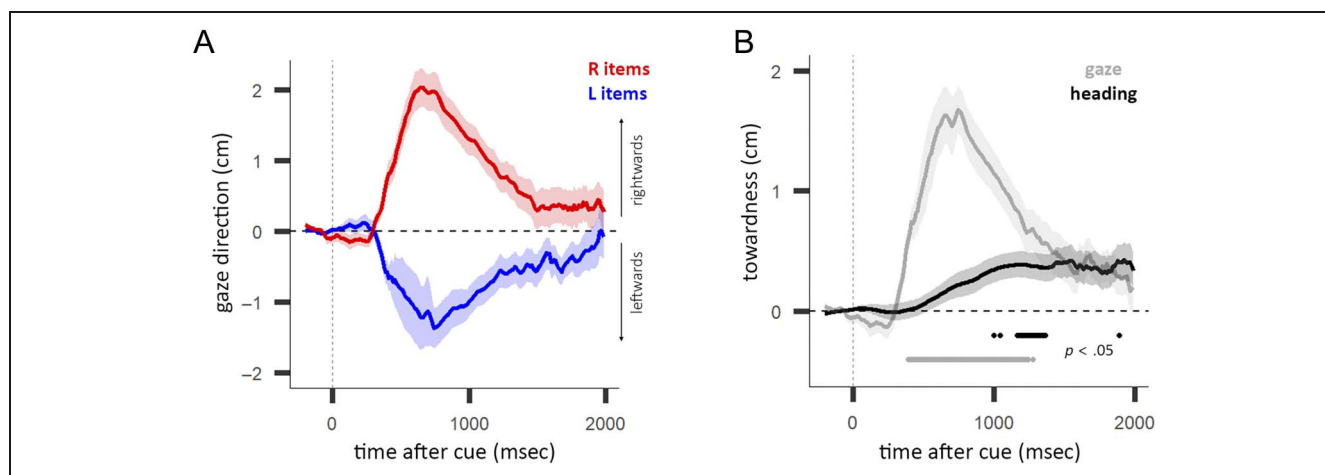 A
R items
L items
gaze direction (cm)
2
1
0
−1
−2
rightwards
leftwards
0
1000
2000
time after cue (msec)
B
gaze
heading
towardness (cm)
2
1
0
p < .05
0
1000
2000
time after cue (msec)